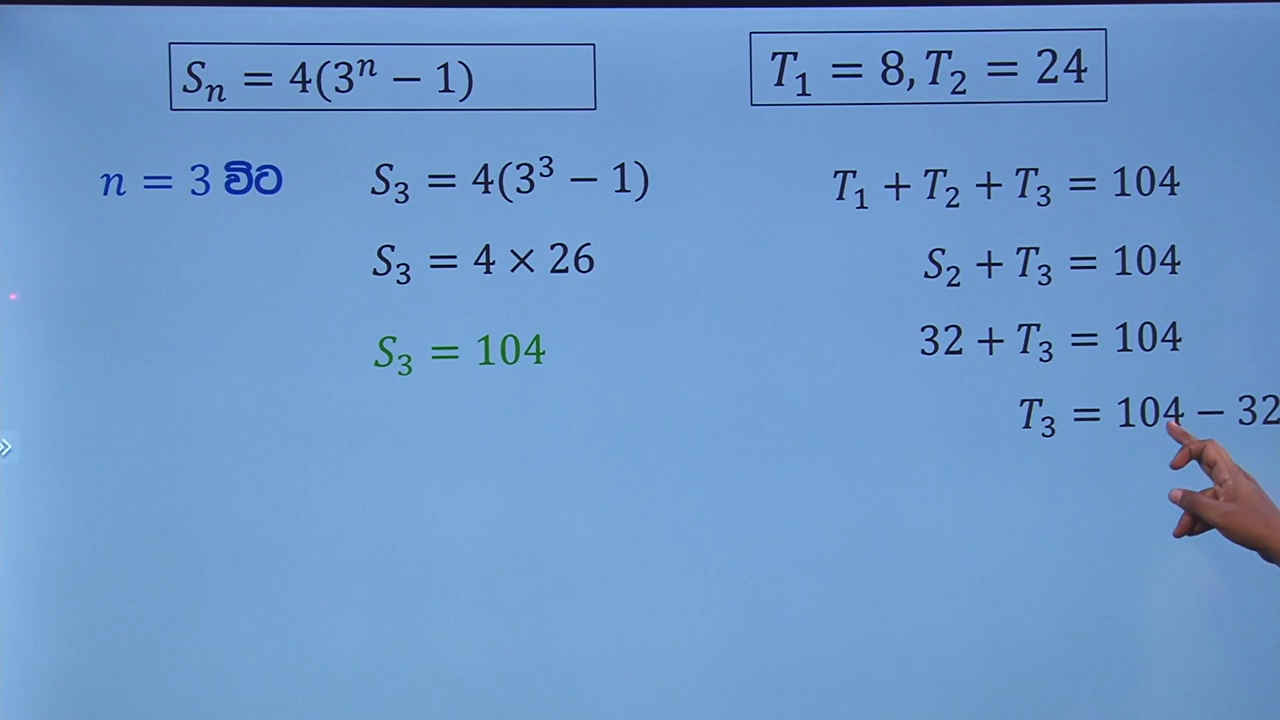 Sₙ = 4(3ⁿ − 1)
T₁ = 8, T₂ = 24
n = 3 විට
S₃ = 4(3³ − 1)
S₃ = 4 × 26
S₃ = 104
T₁ + T₂ + T₃ = 104
S₂ + T₃ = 104
32 + T₃ = 104
T₃ = 104 − 32